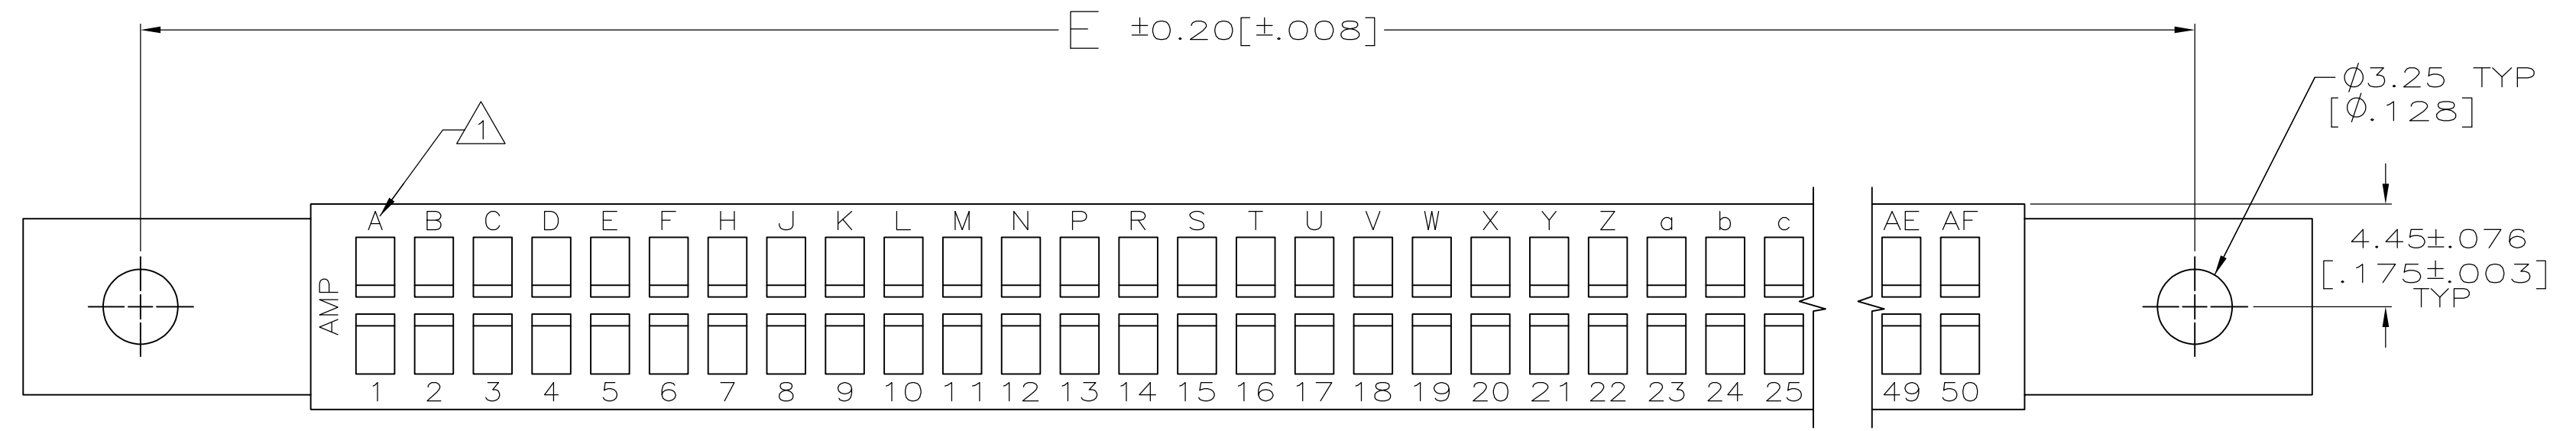 E ±0.20[±.008]
Ø3.25 TYP
[Ø.128]
1
A B C D E F H J K L M N P R S T U V W X Y Z a b c AE AF
4.45±.076
[.175±.003]
TYP
AMP
1 2 3 4 5 6 7 8 9 10 11 12 13 14 15 16 17 18 19 20 21 22 23 24 25 49 50